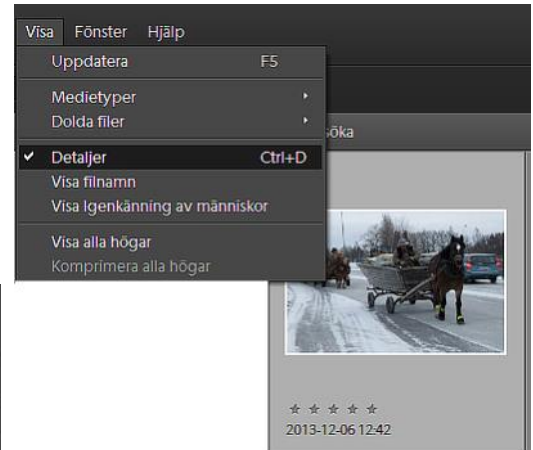 Visa Fönster Hjälp
Uppdatera F5
Medietyper
Dolda filer
Detaljer Ctrl+D
Visa filnamn
Visa Igenkänning av människor
Visa alla högar
Komprimera alla högar
söka
2013-12-06 12:42